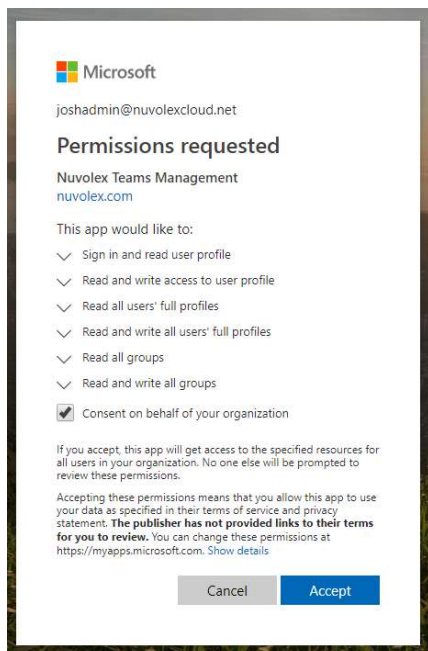 Microsoft
joshadmin@nuvolexcloud.net
Permissions requested
Nuvolex Teams Management
nuvolex.com
This app would like to:
Sign in and read user profile
Read and write access to user profile
Read all users' full profiles
Read and write all users' full profiles
Read all groups
Read and write all groups
Consent on behalf of your organization
If you accept, this app will get access to the specified resources for
all users in your organization. No one else will be prompted to
review these permissions.
Accepting these permissions means that you allow this app to use
your data as specified in their terms of service and privacy
statement. The publisher has not provided links to their terms
for you to review. You can change these permissions at
https://myapps.microsoft.com. Show details
Cancel
Accept